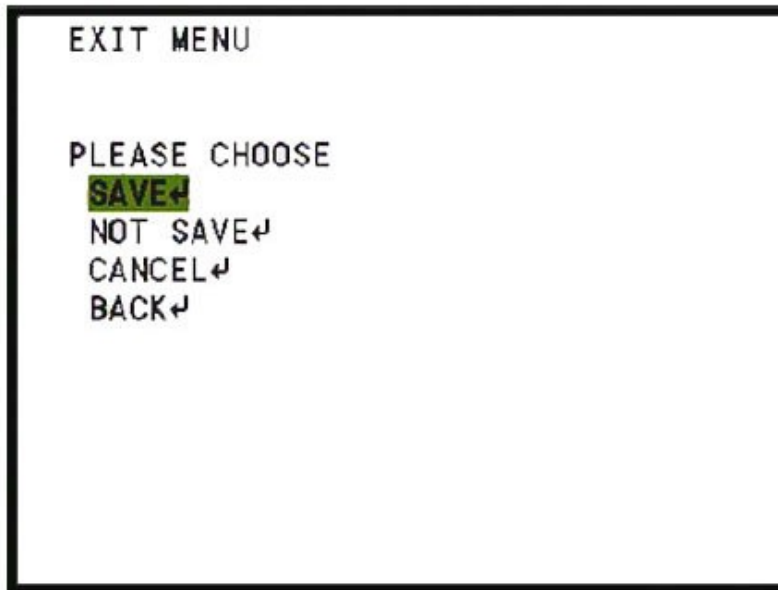 EXIT MENU
PLEASE CHOOSE
SAVE↵
NOT SAVE↵
CANCEL↵
BACK↵